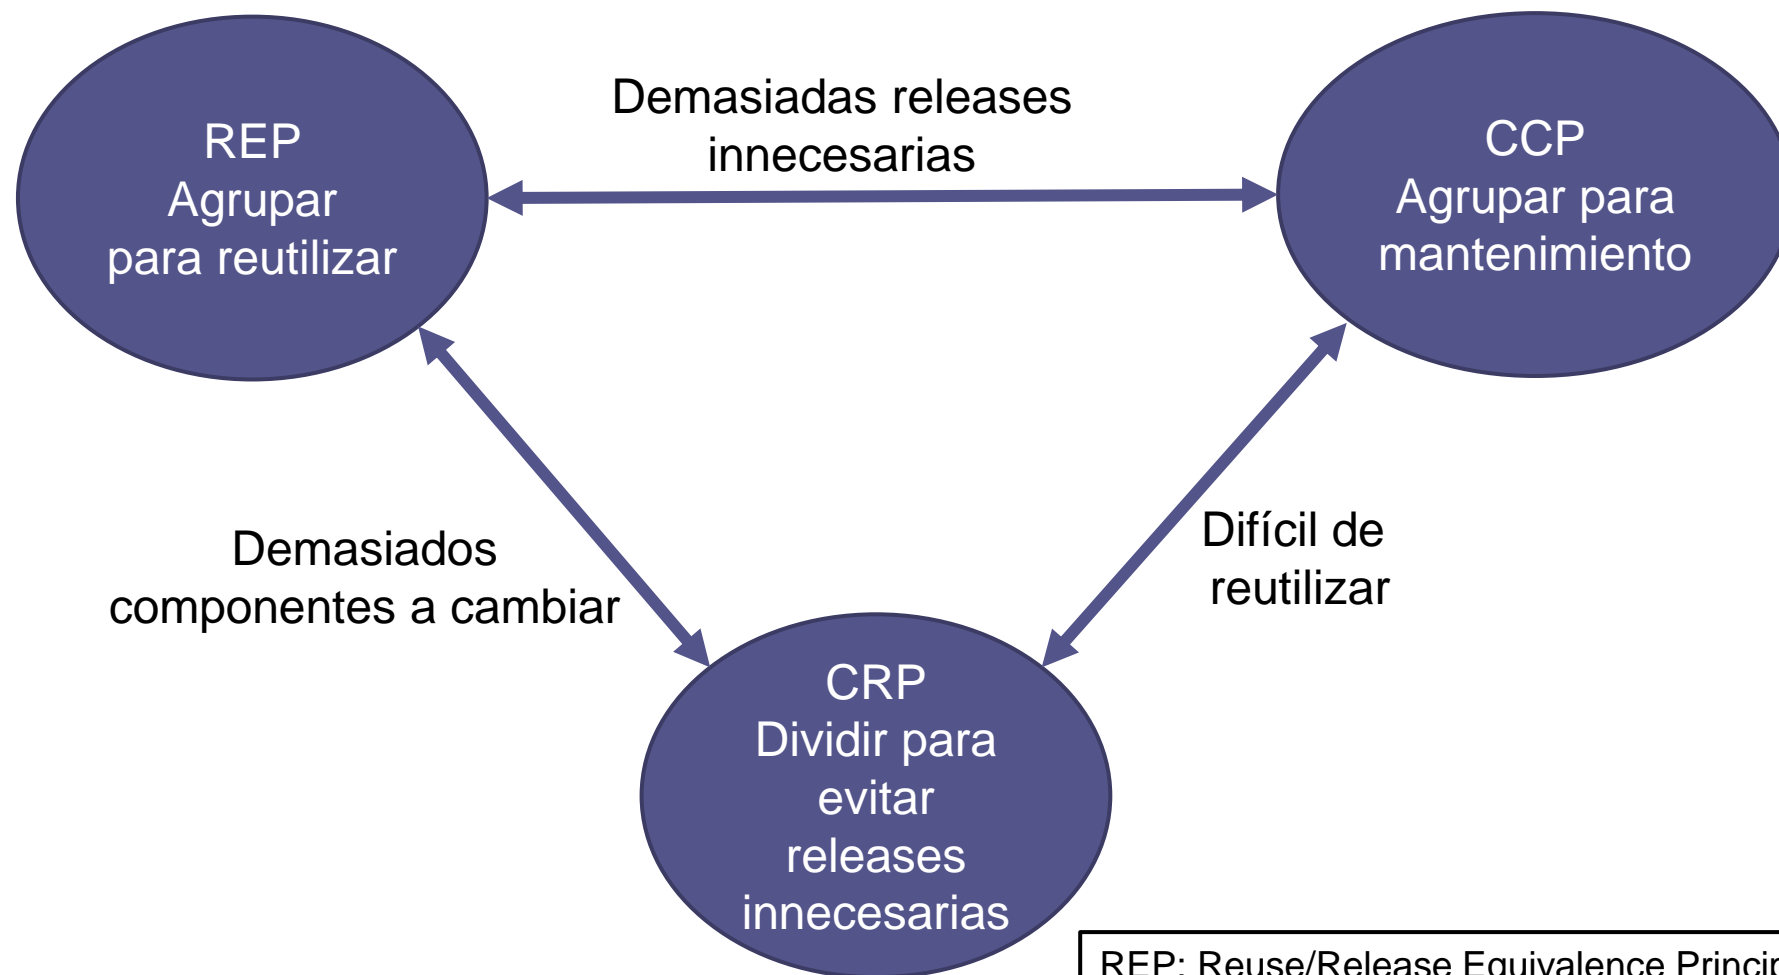 REP
Agrupar
para reutilizar
Demasiadas releases
innecesarias
CCP
Agrupar para
mantenimiento
Demasiados
componentes a cambiar
Difícil de
reutilizar
CRP
Dividir para
evitar
releases
innecesarias
REP: Reuse/Release Equivalence